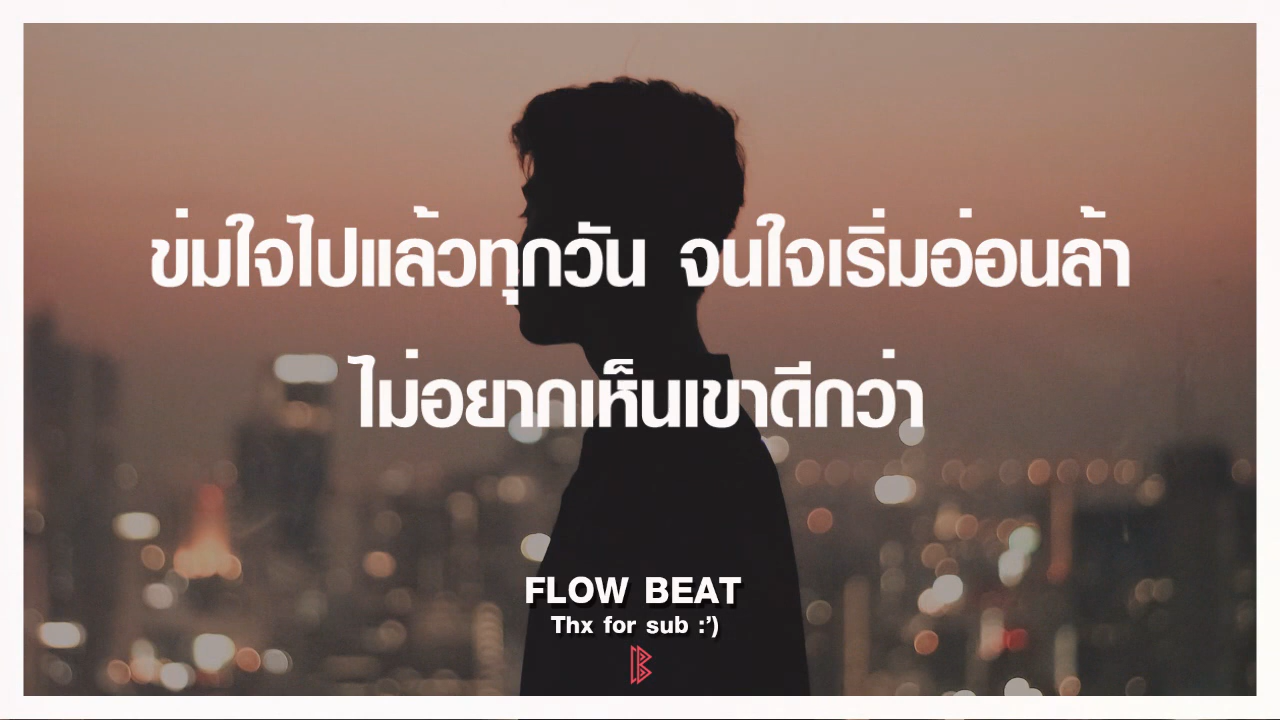 ข่มใจไปแล้วทุกวัน จนใจเริ่มอ่อนล้า
ไม่อยากเห็นเขาดีกว่า
FLOW BEAT
Thx for sub :')